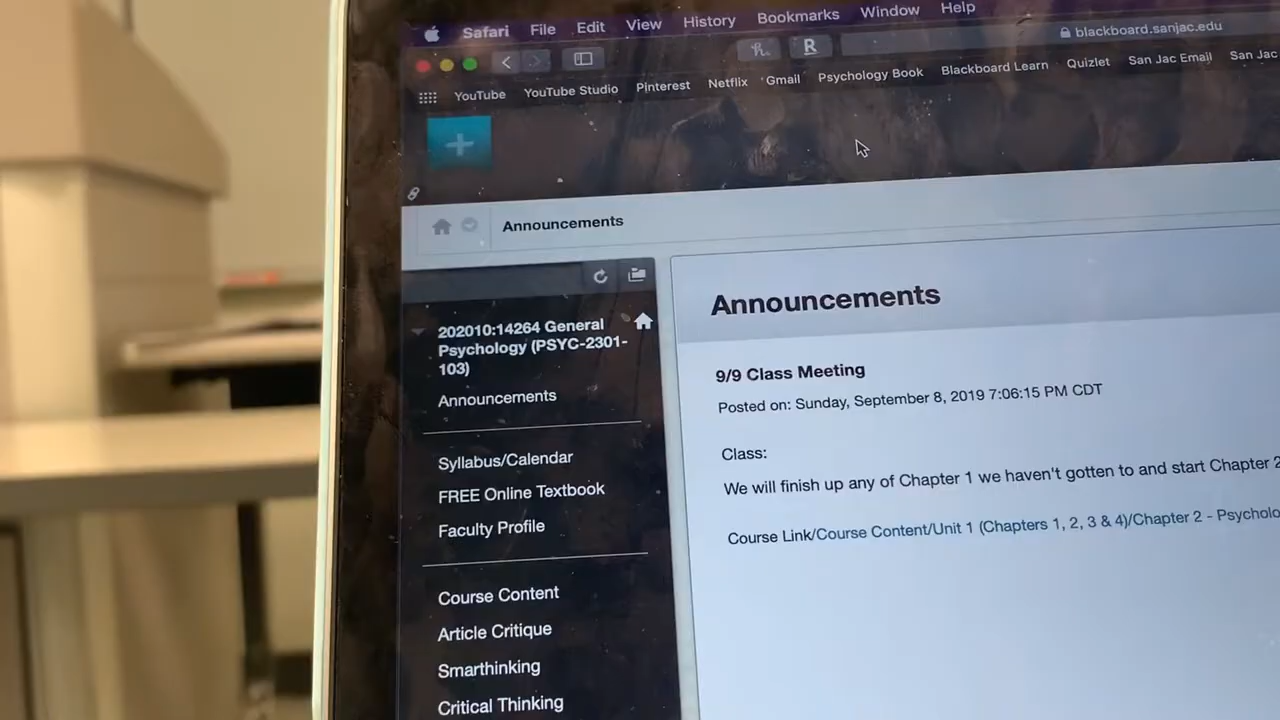 Safari File Edit View History Bookmarks Window Help
R blackboard.sanjac.edu
YouTube YouTube Studio Pinterest Netflix Gmail Psychology Book Blackboard Learn Quizlet San Jac Email San Jac
Announcements
202010:14264 General
Psychology (PSYC-2301-
103)
Announcements
Syllabus/Calendar
FREE Online Textbook
Faculty Profile
Course Content
Article Critique
Smarthinking
Critical Thinking
Announcements
9/9 Class Meeting
Posted on: Sunday, September 8, 2019 7:06:15 PM CDT
Class:
We will finish up any of Chapter 1 we haven't gotten to and start Chapter 2
Course Link/Course Content/Unit 1 (Chapters 1, 2, 3 & 4)/Chapter 2 - Psycholo